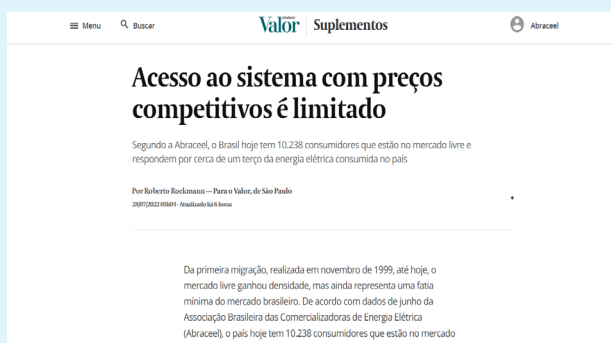 Menu
Buscar
Valor
Suplementos
Abraceel
Acesso ao sistema com preços
competitivos é limitado
Segundo a Abraceel, o Brasil hoje tem 10.238 consumidores que estão no mercado livre e
respondem por cerca de um terço da energia elétrica consumida no país
Por Roberto Rockmann — Para o Valor, de São Paulo
28/07/2022 05h04 · Atualizado há 6 horas
Da primeira migração, realizada em novembro de 1999, até hoje, o
mercado livre ganhou densidade, mas ainda representa uma fatia
mínima do mercado brasileiro. De acordo com dados de junho da
Associação Brasileira das Comercializadoras de Energia Elétrica
(Abraceel), o país hoje tem 10.238 consumidores que estão no mercado